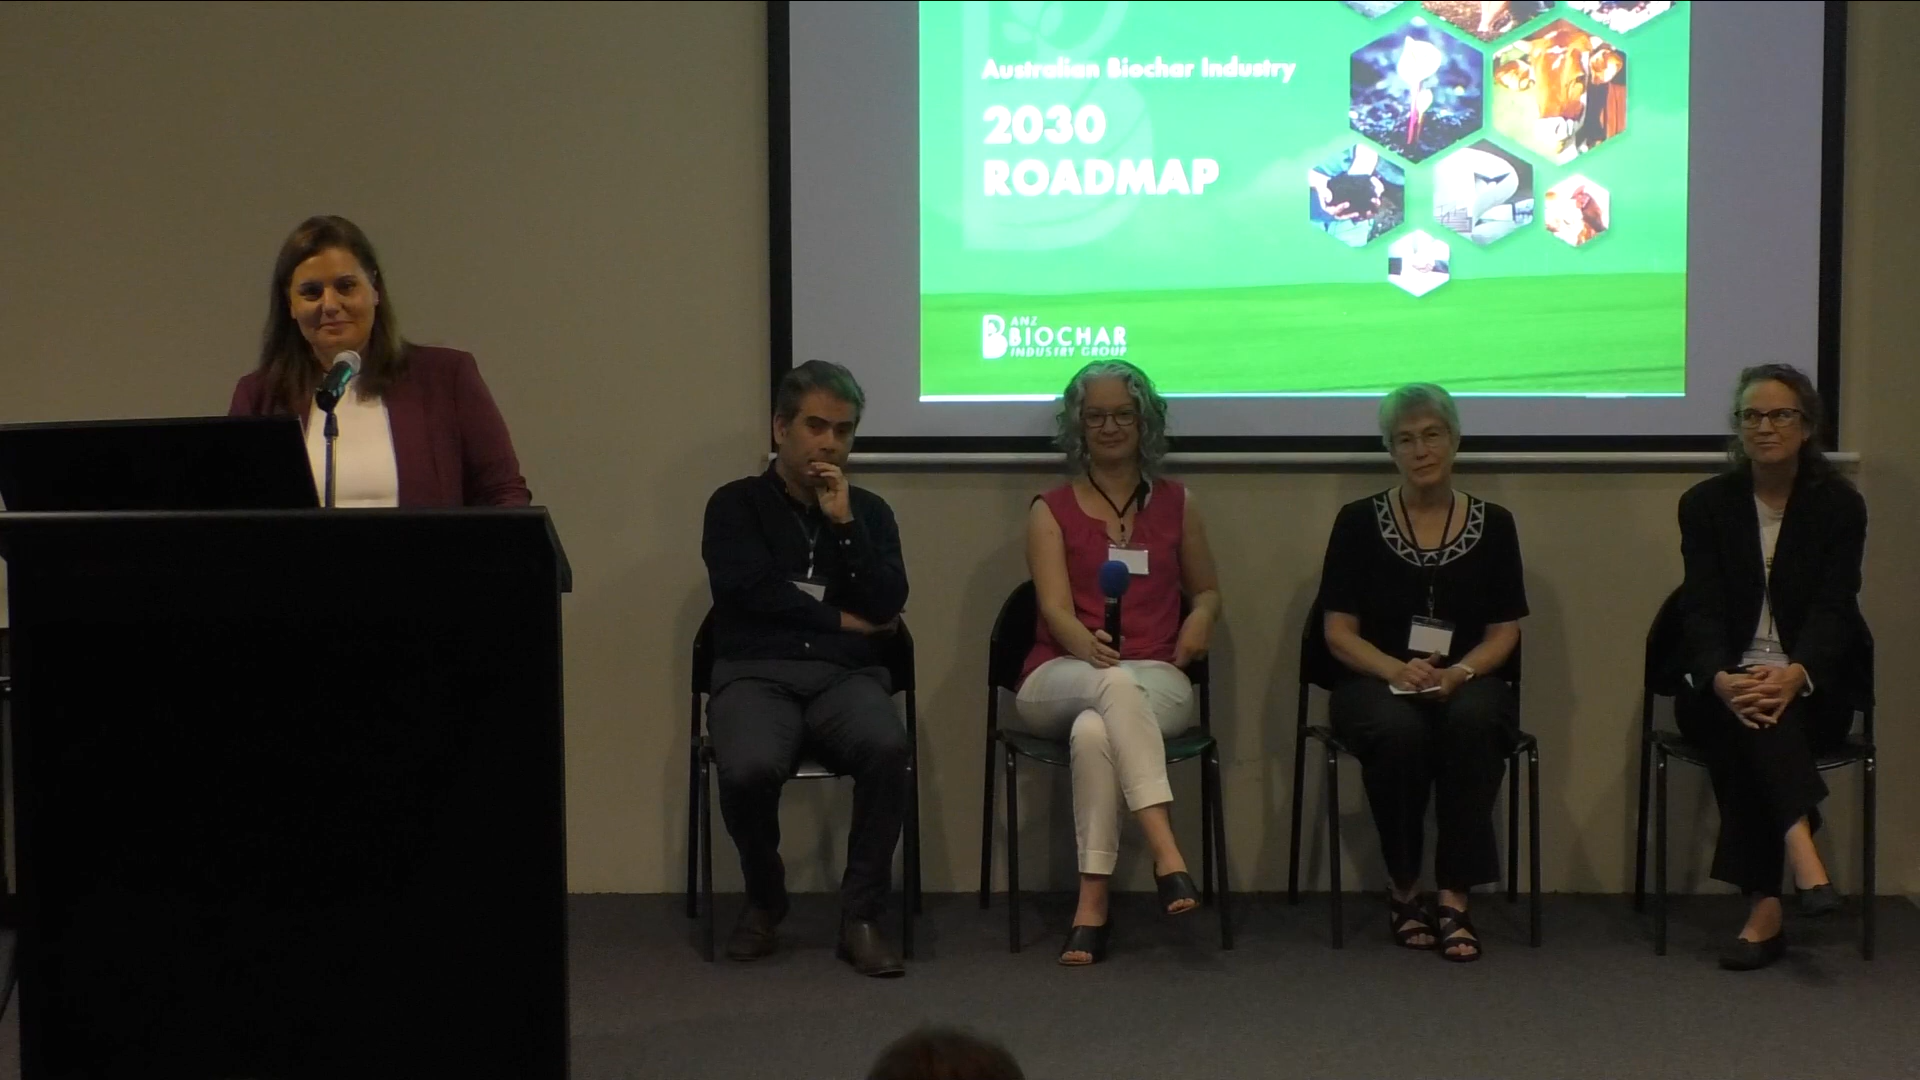 Australian Biochar Industry
2030
ROADMAP
ANZ
BIOCHAR
INDUSTRY GROUP